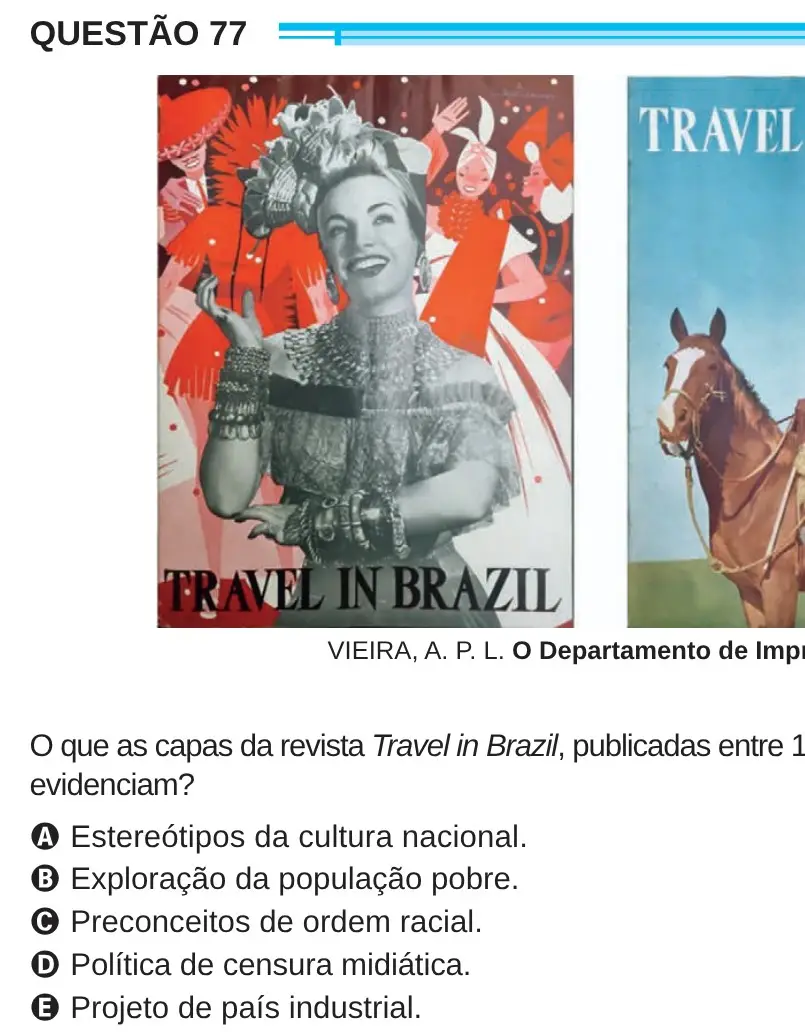 QUESTÃO 77
TRAVEL
TRAVEL IN BRAZIL
VIEIRA, A. P. L. O Departamento de Impr
O que as capas da revista Travel in Brazil, publicadas entre 1
evidenciam?
A Estereótipos da cultura nacional.
B Exploração da população pobre.
C Preconceitos de ordem racial.
D Política de censura midiática.
E Projeto de país industrial.